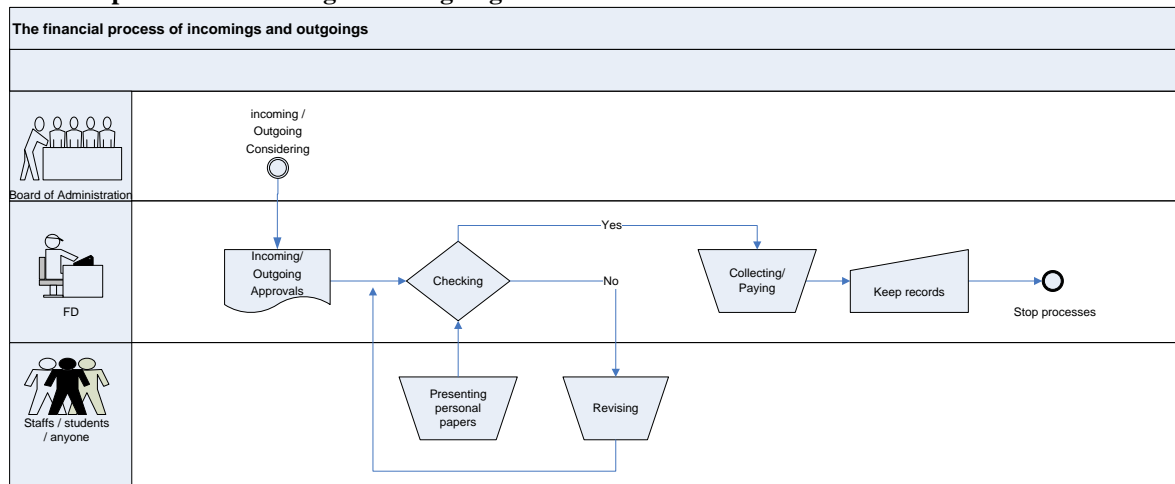 The financial process of incomings and outgoings
incoming /
Outgoing
Considering
Board of Administration
Yes
Incoming/
Outgoing
Approvals
Checking
No
Collecting/
Paying
Keep records
Stop processes
FD
Presenting
personal
papers
Revising
Staffs / students
/ anyone